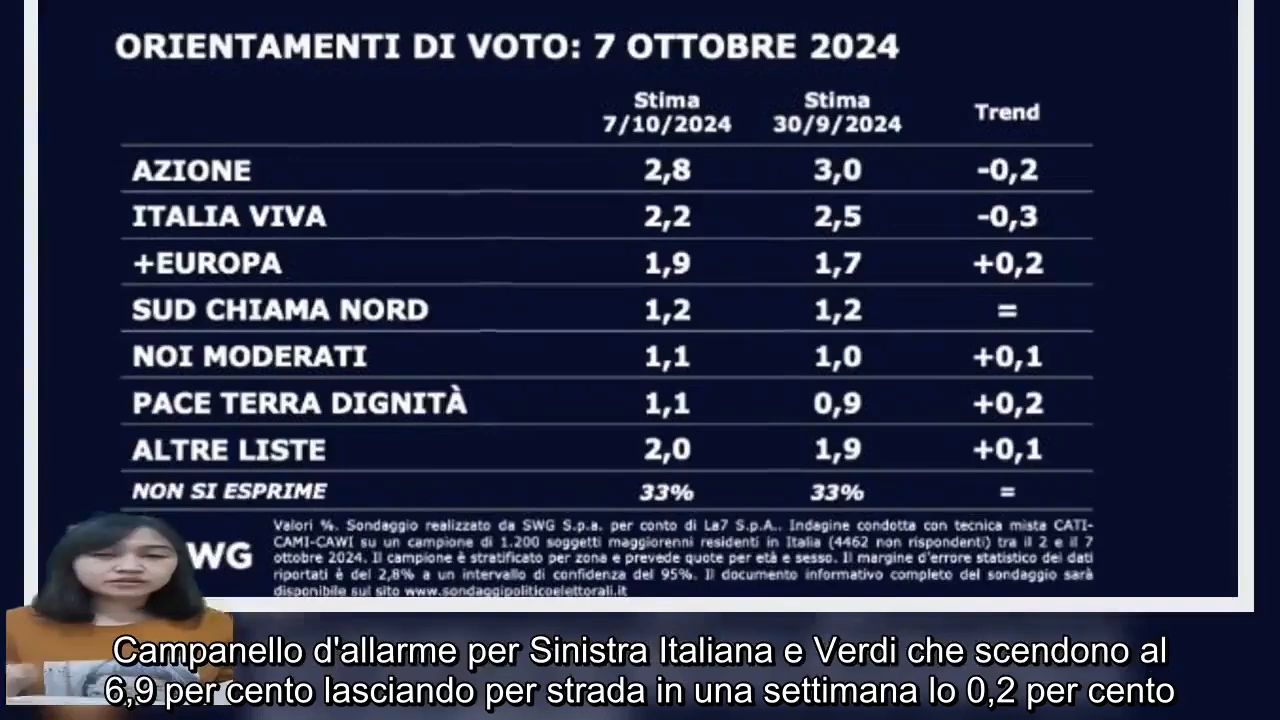 ORIENTAMENTI DI VOTO: 7 OTTOBRE 2024
Stima 7/10/2024 Stima 30/9/2024 Trend
AZIONE 2,8 3,0 -0,2
ITALIA VIVA 2,2 2,5 -0,3
+EUROPA 1,9 1,7 +0,2
SUD CHIAMA NORD 1,2 1,2 =
NOI MODERATI 1,1 1,0 +0,1
PACE TERRA DIGNITÀ 1,1 0,9 +0,2
ALTRE LISTE 2,0 1,9 +0,1
NON SI ESPRIME 33% 33% =
WG
Valori %. Sondaggio realizzato da SWG S.p.a. per conto di La7 S.p.A.. Indagine condotta con tecnica mista CATI-
CAMI-CAWI su un campione di 1.200 soggetti maggiorenni residenti in Italia (4462 non rispondenti) tra il 2 e il 7
ottobre 2024. Il campione è stratificato per zona e prevede quote per età e sesso. Il margine d'errore statistico dei dati
riportati è del 2,8% a un intervallo di confidenza del 95%. Il documento informativo completo del sondaggio sarà
disponibile sul sito www.sondaggipoliticoelettorali.it
Campanello d'allarme per Sinistra Italiana e Verdi che scendono al
6,9 per cento lasciando per strada in una settimana lo 0,2 per cento